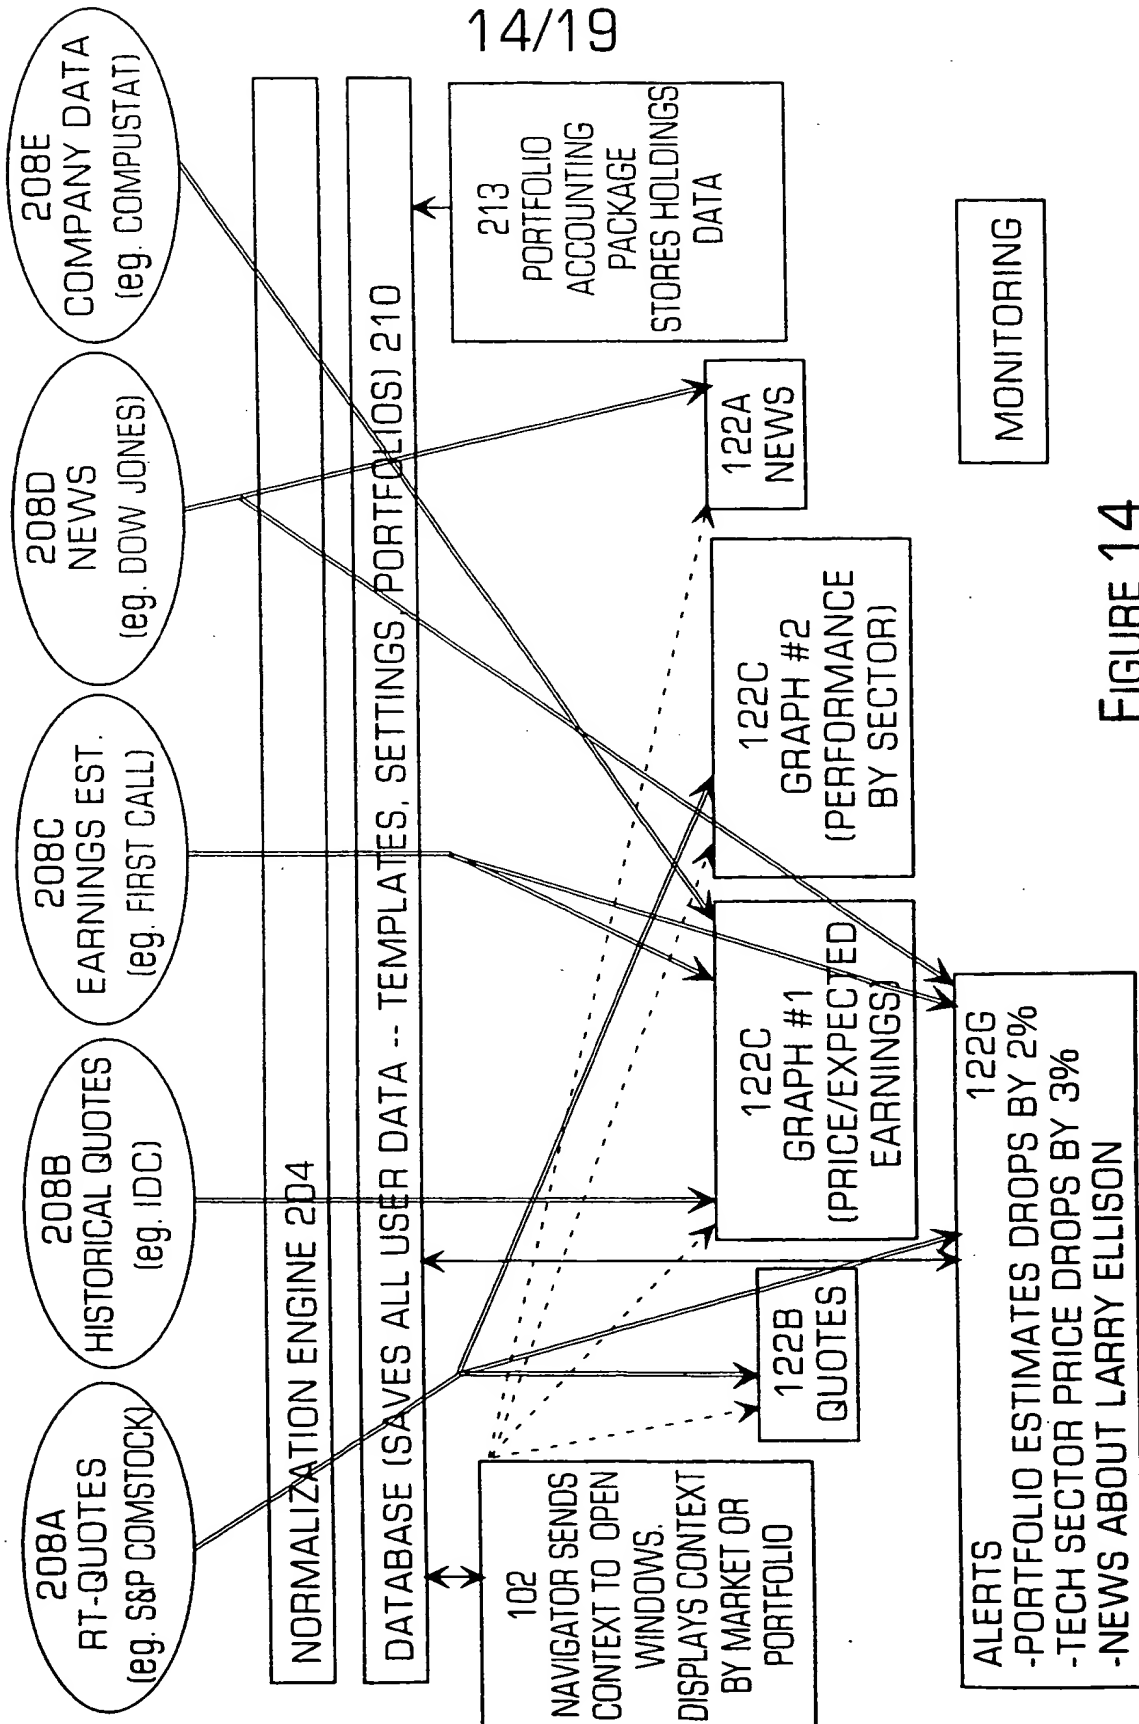 14/19
208A
RT-QUOTES
(eg. S&P COMSTOCK)
208B
HISTORICAL QUOTES
(eg. IDC)
208C
EARNINGS EST.
(eg. FIRST CALL)
208D
NEWS
(eg. DOW JONES)
208E
COMPANY DATA
(eg. COMPUSTAT)
NORMALIZATION ENGINE 204
DATABASE (SAVES ALL USER DATA -- TEMPLATES, SETTINGS, PORTFOLIOS) 210
102
NAVIGATOR SENDS
CONTEXT TO OPEN
WINDOWS.
DISPLAYS CONTEXT
BY MARKET OR
PORTFOLIO
122B
QUOTES
122C
GRAPH #1
(PRICE/EXPECTED
EARNINGS)
122C
GRAPH #2
(PERFORMANCE
BY SECTOR)
122A
NEWS
213
PORTFOLIO
ACCOUNTING
PACKAGE
STORES HOLDINGS
DATA
ALERTS 122G
-PORTFOLIO ESTIMATES DROPS BY 2%
-TECH SECTOR PRICE DROPS BY 3%
-NEWS ABOUT LARRY ELLISON
MONITORING
FIGURE 14